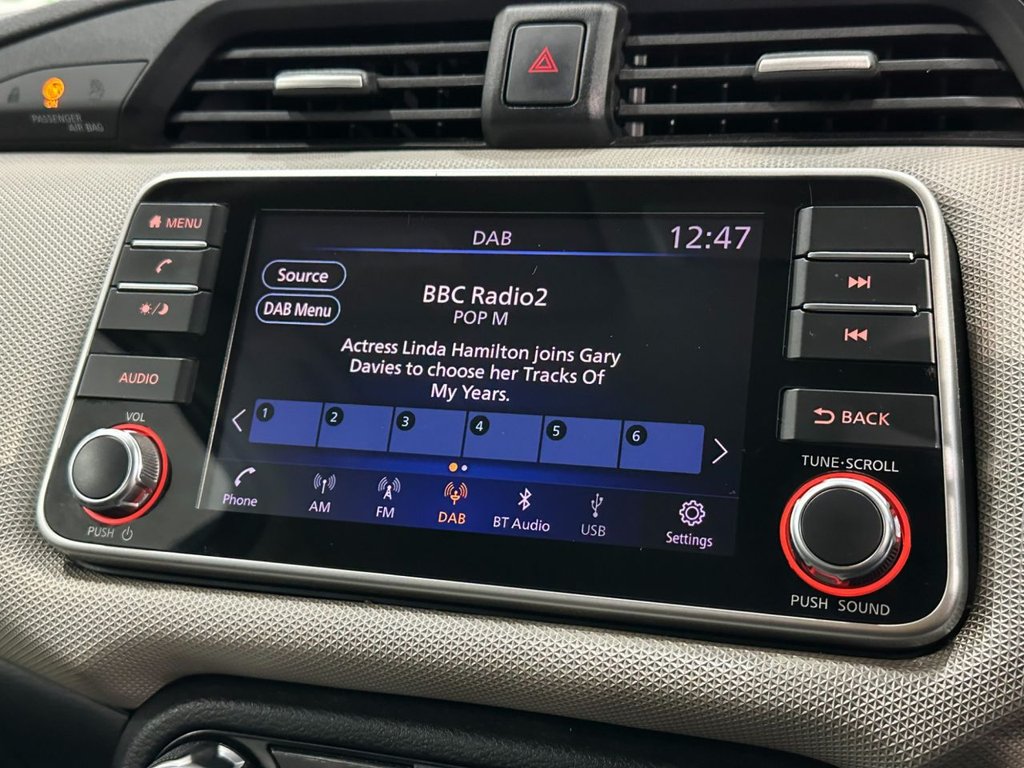 PASSENGER
AIR BAG
MENU
AUDIO
VOL
PUSH
DAB
12:47
Source
DAB Menu
BBC Radio2
POP M
Actress Linda Hamilton joins Gary
Davies to choose her Tracks Of
My Years.
1 2 3 4 5 6
Phone AM FM DAB BT Audio USB Settings
BACK
TUNE·SCROLL
PUSH SOUND